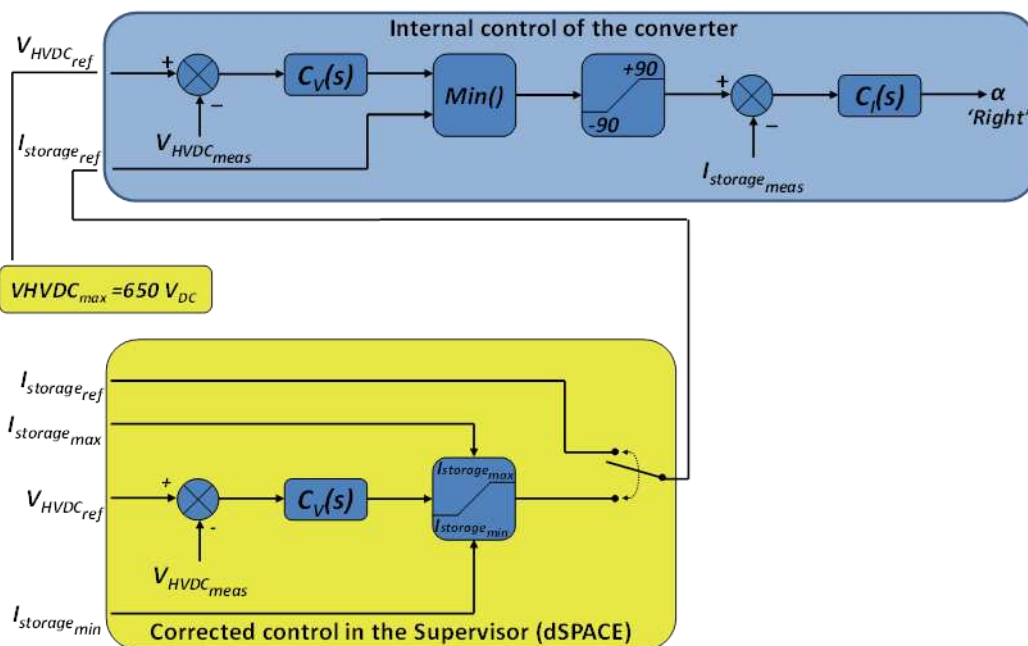 Internal control of the converter
V_HVDC_ref
+
−
C_V(s)
Min()
+90
-90
+
−
C_I(s)
α
'Right'
V_HVDC_meas
I_storage_ref
I_storage_meas
VHVDC_max =650 V_DC
I_storage_ref
I_storage_max
V_HVDC_ref
+
-
C_V(s)
I_storage_max
I_storage_min
V_HVDC_meas
I_storage_min
Corrected control in the Supervisor (dSPACE)